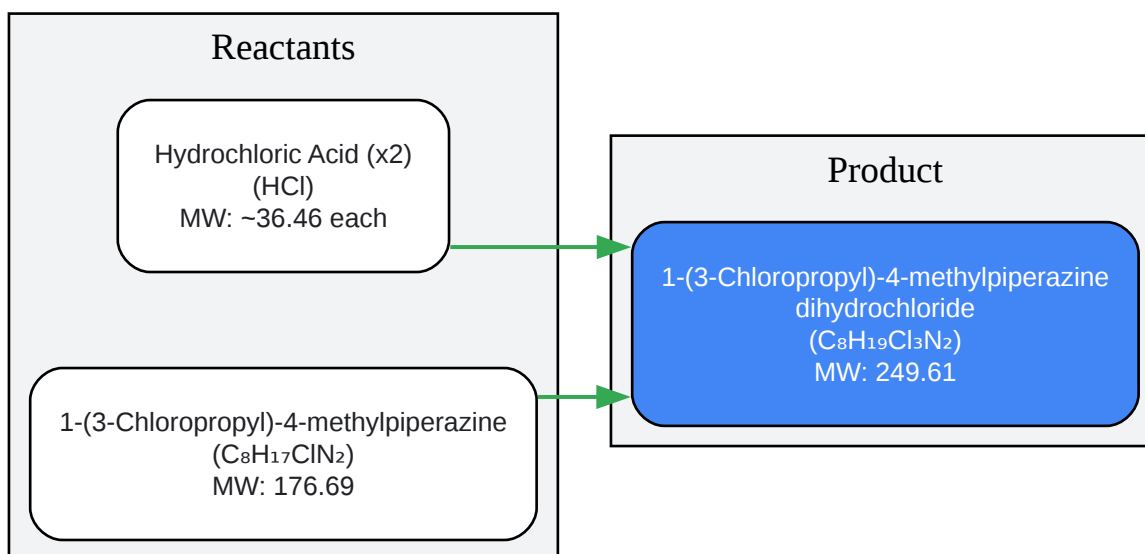 Reactants
Hydrochloric Acid (x2)
(HCl)
MW: ~36.46 each
1-(3-Chloropropyl)-4-methylpiperazine
(C₈H₁₇ClN₂)
MW: 176.69
Product
1-(3-Chloropropyl)-4-methylpiperazine
dihydrochloride
(C₈H₁₉Cl₃N₂)
MW: 249.61